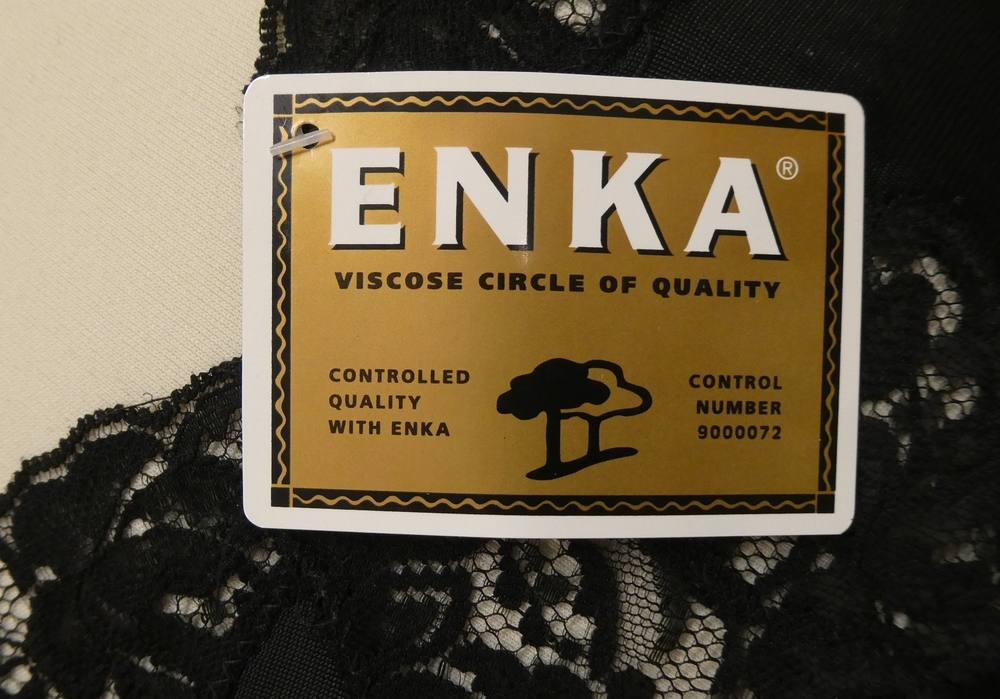 ENKA®
VISCOSE CIRCLE OF QUALITY
CONTROLLED
QUALITY
WITH ENKA
CONTROL
NUMBER
9000072